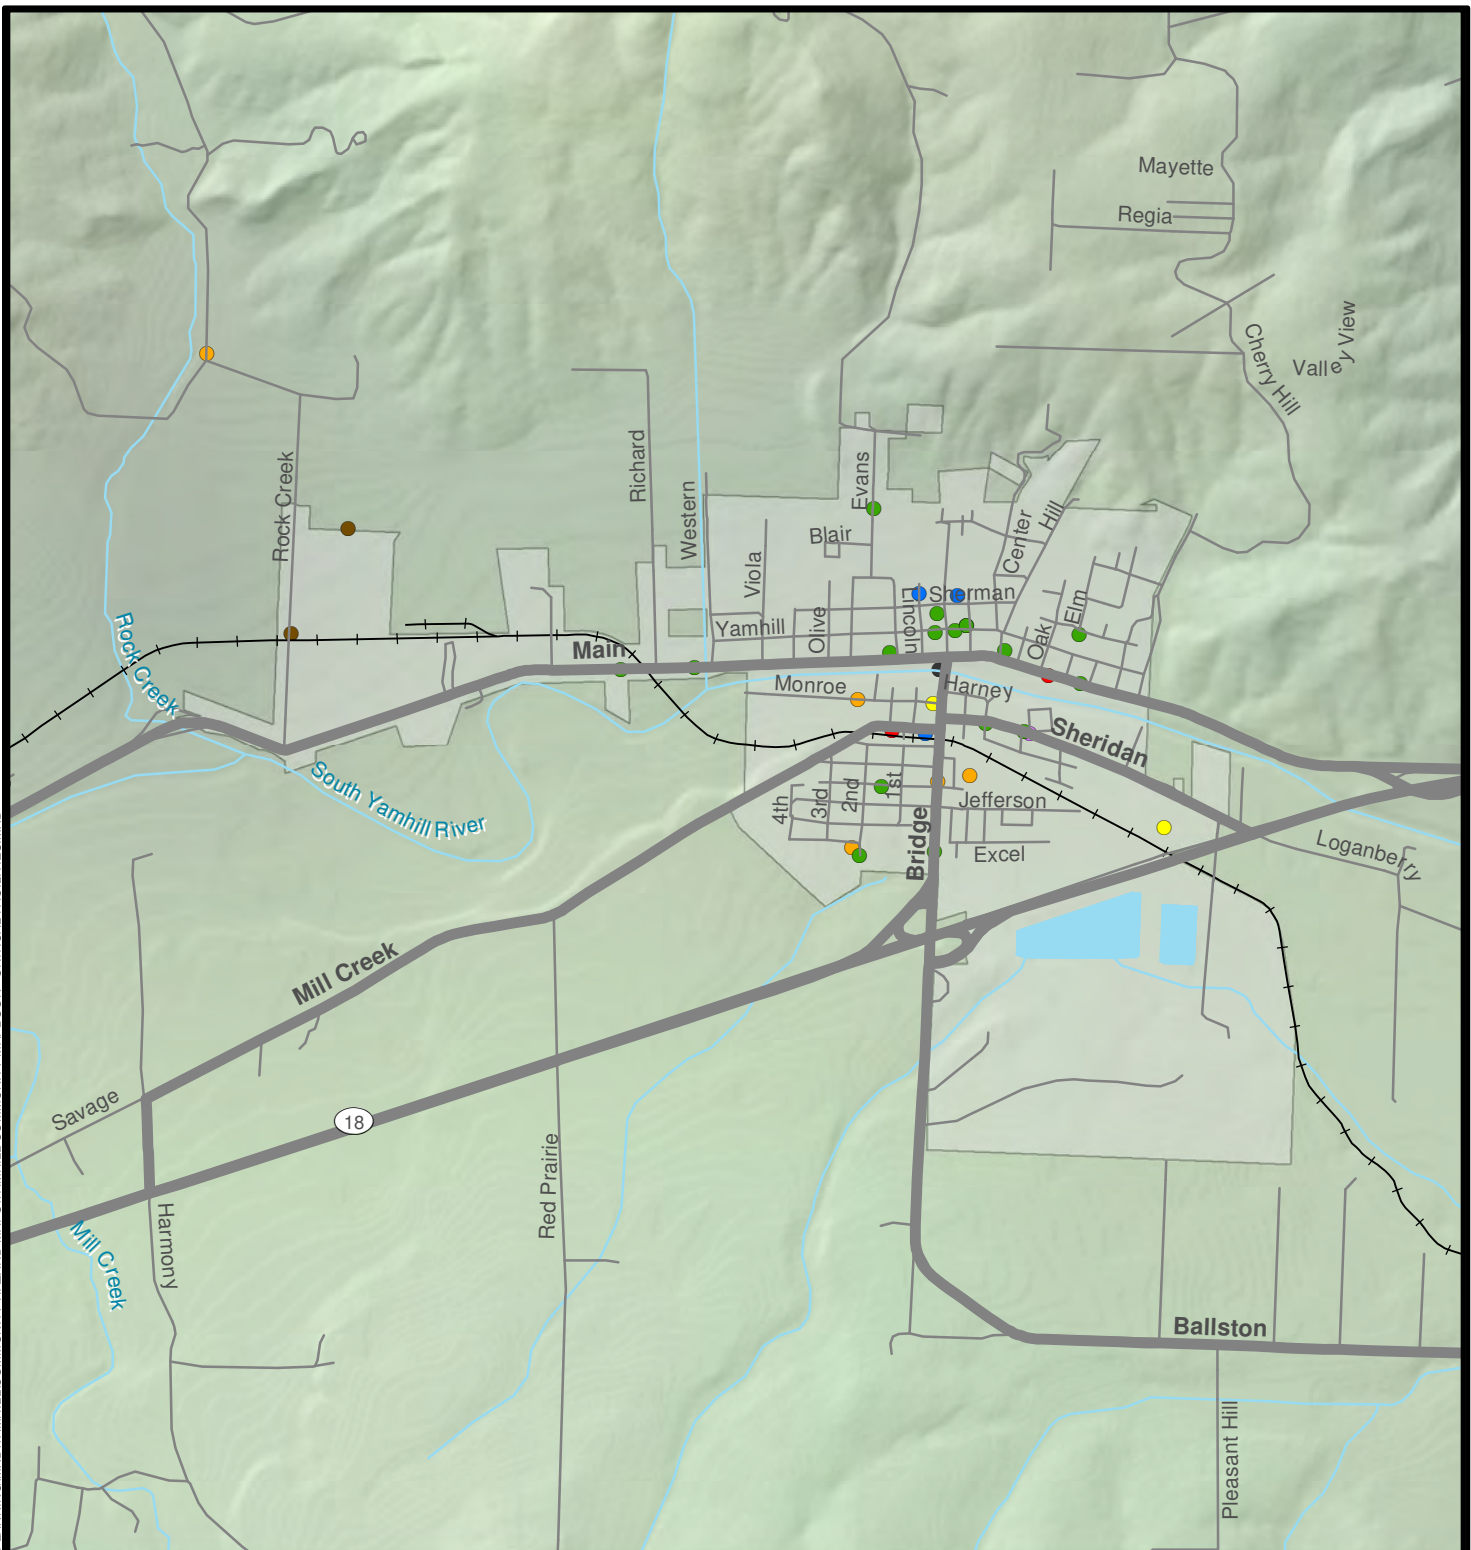 Mayette
Regia
Cherry Hill
Valley View
Evans
Richard
Rock Creek
Western
Center
Hill
Blair
Viola
Sherman
Lincoln
Elm
Olive
Yamhill
Oak
Rock Creek
Main
Monroe
Harney
Sheridan
South Yamhill River
4th
3rd
2nd
1st
Jefferson
Bridge
Excel
Loganberry
Mill Creek
Savage
18
Red Prairie
Harmony
Mill Creek
Ballston
Pleasant Hill